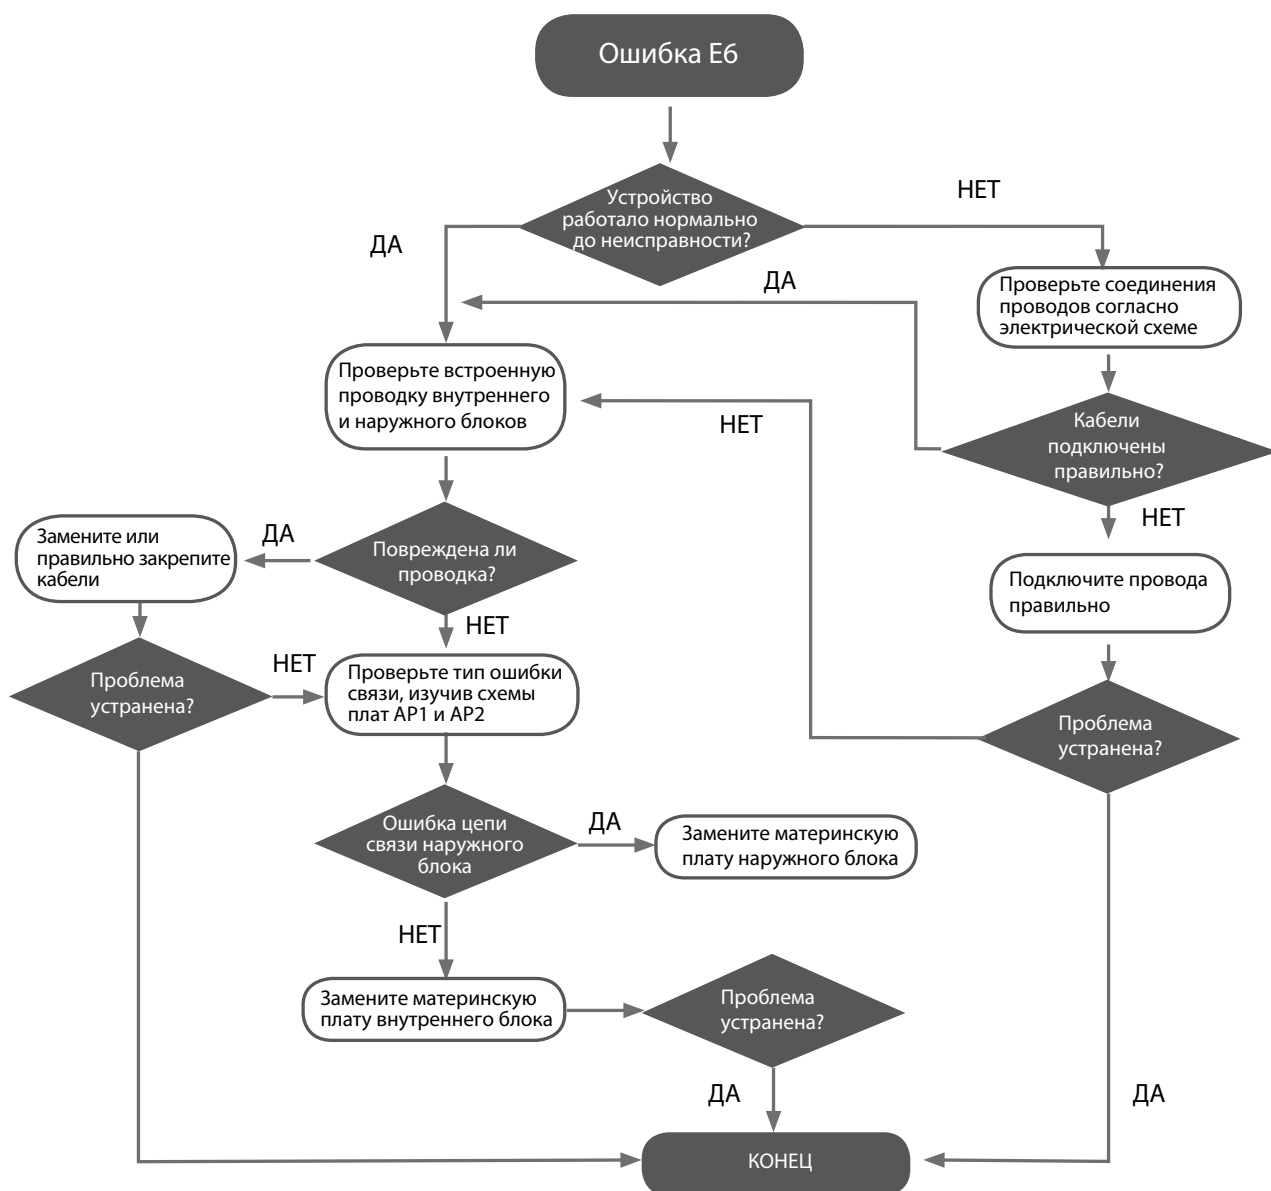 Ошибка E6
Устройство
работало нормально
до неисправности?
НЕТ
ДА
ДА
Проверьте соединения
проводов согласно
электрической схеме
Проверьте встроенную
проводку внутреннего
и наружного блоков
НЕТ
Кабели
подключены
правильно?
НЕТ
Замените или
правильно закрепите
кабели
ДА
Повреждена ли
проводка?
Подключите провода
правильно
НЕТ
Проблема
устранена?
НЕТ
Проверьте тип ошибки
связи, изучив схемы
плат AP1 и AP2
Проблема
устранена?
Ошибка цепи
связи наружного
блока
ДА
Замените материнскую
плату наружного блока
НЕТ
Замените материнскую
плату внутреннего блока
Проблема
устранена?
ДА
ДА
КОНЕЦ